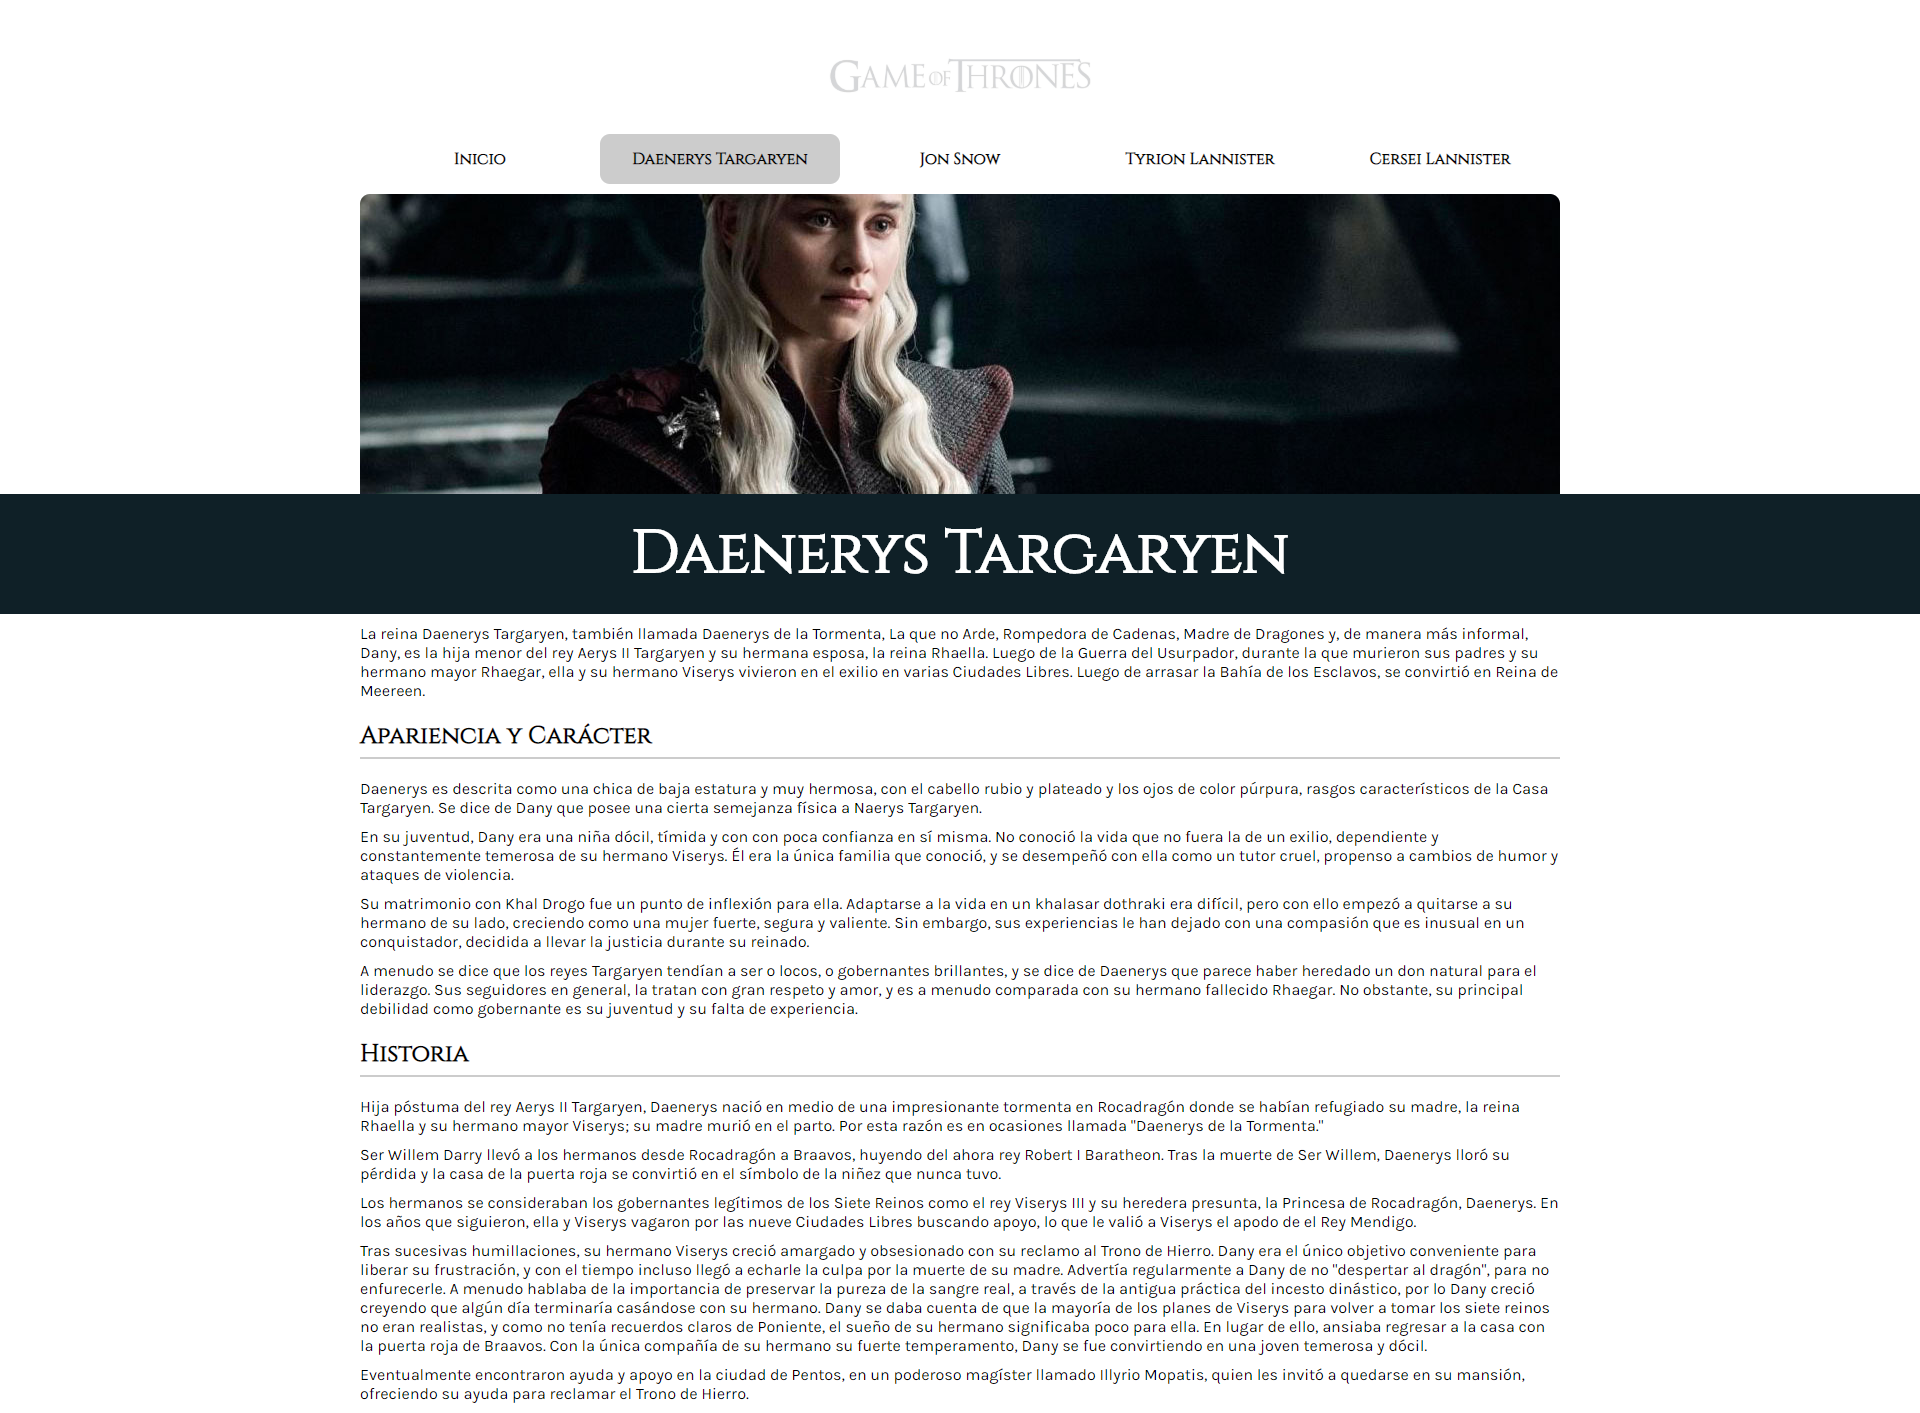 GAME OF THRONES
INICIO
DAENERYS TARGARYEN
JON SNOW
TYRION LANNISTER
CERSEI LANNISTER
DAENERYS TARGARYEN
La reina Daenerys Targaryen, también llamada Daenerys de la Tormenta, La que no Arde, Rompedora de Cadenas, Madre de Dragones y, de manera más informal,
Dany, es la hija menor del rey Aerys II Targaryen y su hermana esposa, la reina Rhaella. Luego de la Guerra del Usurpador, durante la que murieron sus padres y su
hermano mayor Rhaegar, ella y su hermano Viserys vivieron en el exilio en varias Ciudades Libres. Luego de arrasar la Bahía de los Esclavos, se convirtió en Reina de
Meereen.
APARIENCIA Y CARÁCTER
Daenerys es descrita como una chica de baja estatura y muy hermosa, con el cabello rubio y plateado y los ojos de color púrpura, rasgos característicos de la Casa
Targaryen. Se dice de Dany que posee una cierta semejanza física a Naerys Targaryen.
En su juventud, Dany era una niña dócil, tímida y con con poca confianza en sí misma. No conoció la vida que no fuera la de un exilio, dependiente y
constantemente temerosa de su hermano Viserys. Él era la única familia que conoció, y se desempeñó con ella como un tutor cruel, propenso a cambios de humor y
ataques de violencia.
Su matrimonio con Khal Drogo fue un punto de inflexión para ella. Adaptarse a la vida en un khalasar dothraki era difícil, pero con ello empezó a quitarse a su
hermano de su lado, creciendo como una mujer fuerte, segura y valiente. Sin embargo, sus experiencias le han dejado con una compasión que es inusual en un
conquistador, decidida a llevar la justicia durante su reinado.
A menudo se dice que los reyes Targaryen tendían a ser o locos, o gobernantes brillantes, y se dice de Daenerys que parece haber heredado un don natural para el
liderazgo. Sus seguidores en general, la tratan con gran respeto y amor, y es a menudo comparada con su hermano fallecido Rhaegar. No obstante, su principal
debilidad como gobernante es su juventud y su falta de experiencia.
HISTORIA
Hija póstuma del rey Aerys II Targaryen, Daenerys nació en medio de una impresionante tormenta en Rocadragón donde se habían refugiado su madre, la reina
Rhaella y su hermano mayor Viserys; su madre murió en el parto. Por esta razón es en ocasiones llamada "Daenerys de la Tormenta."
Ser Willem Darry llevó a los hermanos desde Rocadragón a Braavos, huyendo del ahora rey Robert I Baratheon. Tras la muerte de Ser Willem, Daenerys lloró su
pérdida y la casa de la puerta roja se convirtió en el símbolo de la niñez que nunca tuvo.
Los hermanos se consideraban los gobernantes legítimos de los Siete Reinos como el rey Viserys III y su heredera presunta, la Princesa de Rocadragón, Daenerys. En
los años que siguieron, ella y Viserys vagaron por las nueve Ciudades Libres buscando apoyo, lo que le valió a Viserys el apodo de el Rey Mendigo.
Tras sucesivas humillaciones, su hermano Viserys creció amargado y obsesionado con su reclamo al Trono de Hierro. Dany era el único objetivo conveniente para
liberar su frustración, y con el tiempo incluso llegó a echarle la culpa por la muerte de su madre. Advertía regularmente a Dany de no "despertar al dragón", para no
enfurecerle. A menudo hablaba de la importancia de preservar la pureza de la sangre real, a través de la antigua práctica del incesto dinástico, por lo Dany creció
creyendo que algún día terminaría casándose con su hermano. Dany se daba cuenta de que la mayoría de los planes de Viserys para volver a tomar los siete reinos
no eran realistas, y como no tenía recuerdos claros de Poniente, el sueño de su hermano significaba poco para ella. En lugar de ello, ansiaba regresar a la casa con
la puerta roja de Braavos. Con la única compañía de su hermano su fuerte temperamento, Dany se fue convirtiendo en una joven temerosa y dócil.
Eventualmente encontraron ayuda y apoyo en la ciudad de Pentos, en un poderoso magíster llamado Illyrio Mopatis, quien les invitó a quedarse en su mansión,
ofreciendo su ayuda para reclamar el Trono de Hierro.